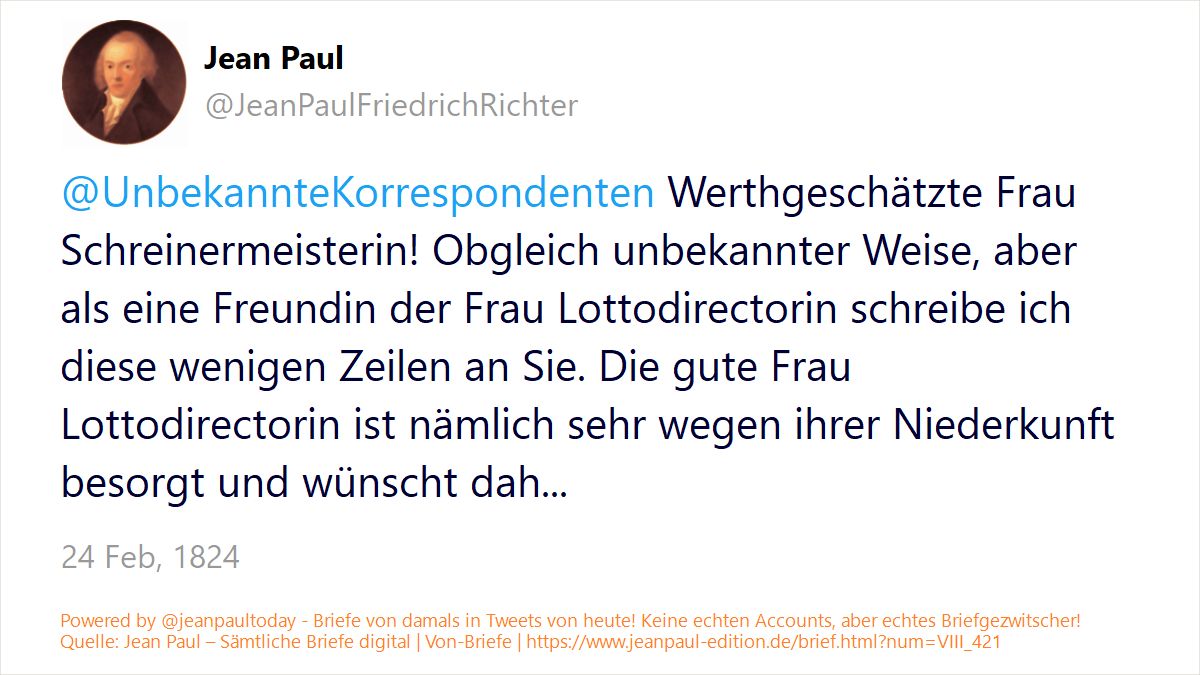 Jean Paul
@JeanPaulFriedrichRichter
@UnbekannteKorrespondenten Werthgeschätzte Frau
Schreinermeisterin! Obgleich unbekannter Weise, aber
als eine Freundin der Frau Lottodirectorin schreibe ich
diese wenigen Zeilen an Sie. Die gute Frau
Lottodirectorin ist nämlich sehr wegen ihrer Niederkunft
besorgt und wünscht dah...
24 Feb, 1824
Powered by @jeanpaultoday - Briefe von damals in Tweets von heute! Keine echten Accounts, aber echtes Briefgezwitscher!
Quelle: Jean Paul – Sämtliche Briefe digital | Von-Briefe | https://www.jeanpaul-edition.de/brief.html?num=VIII_421